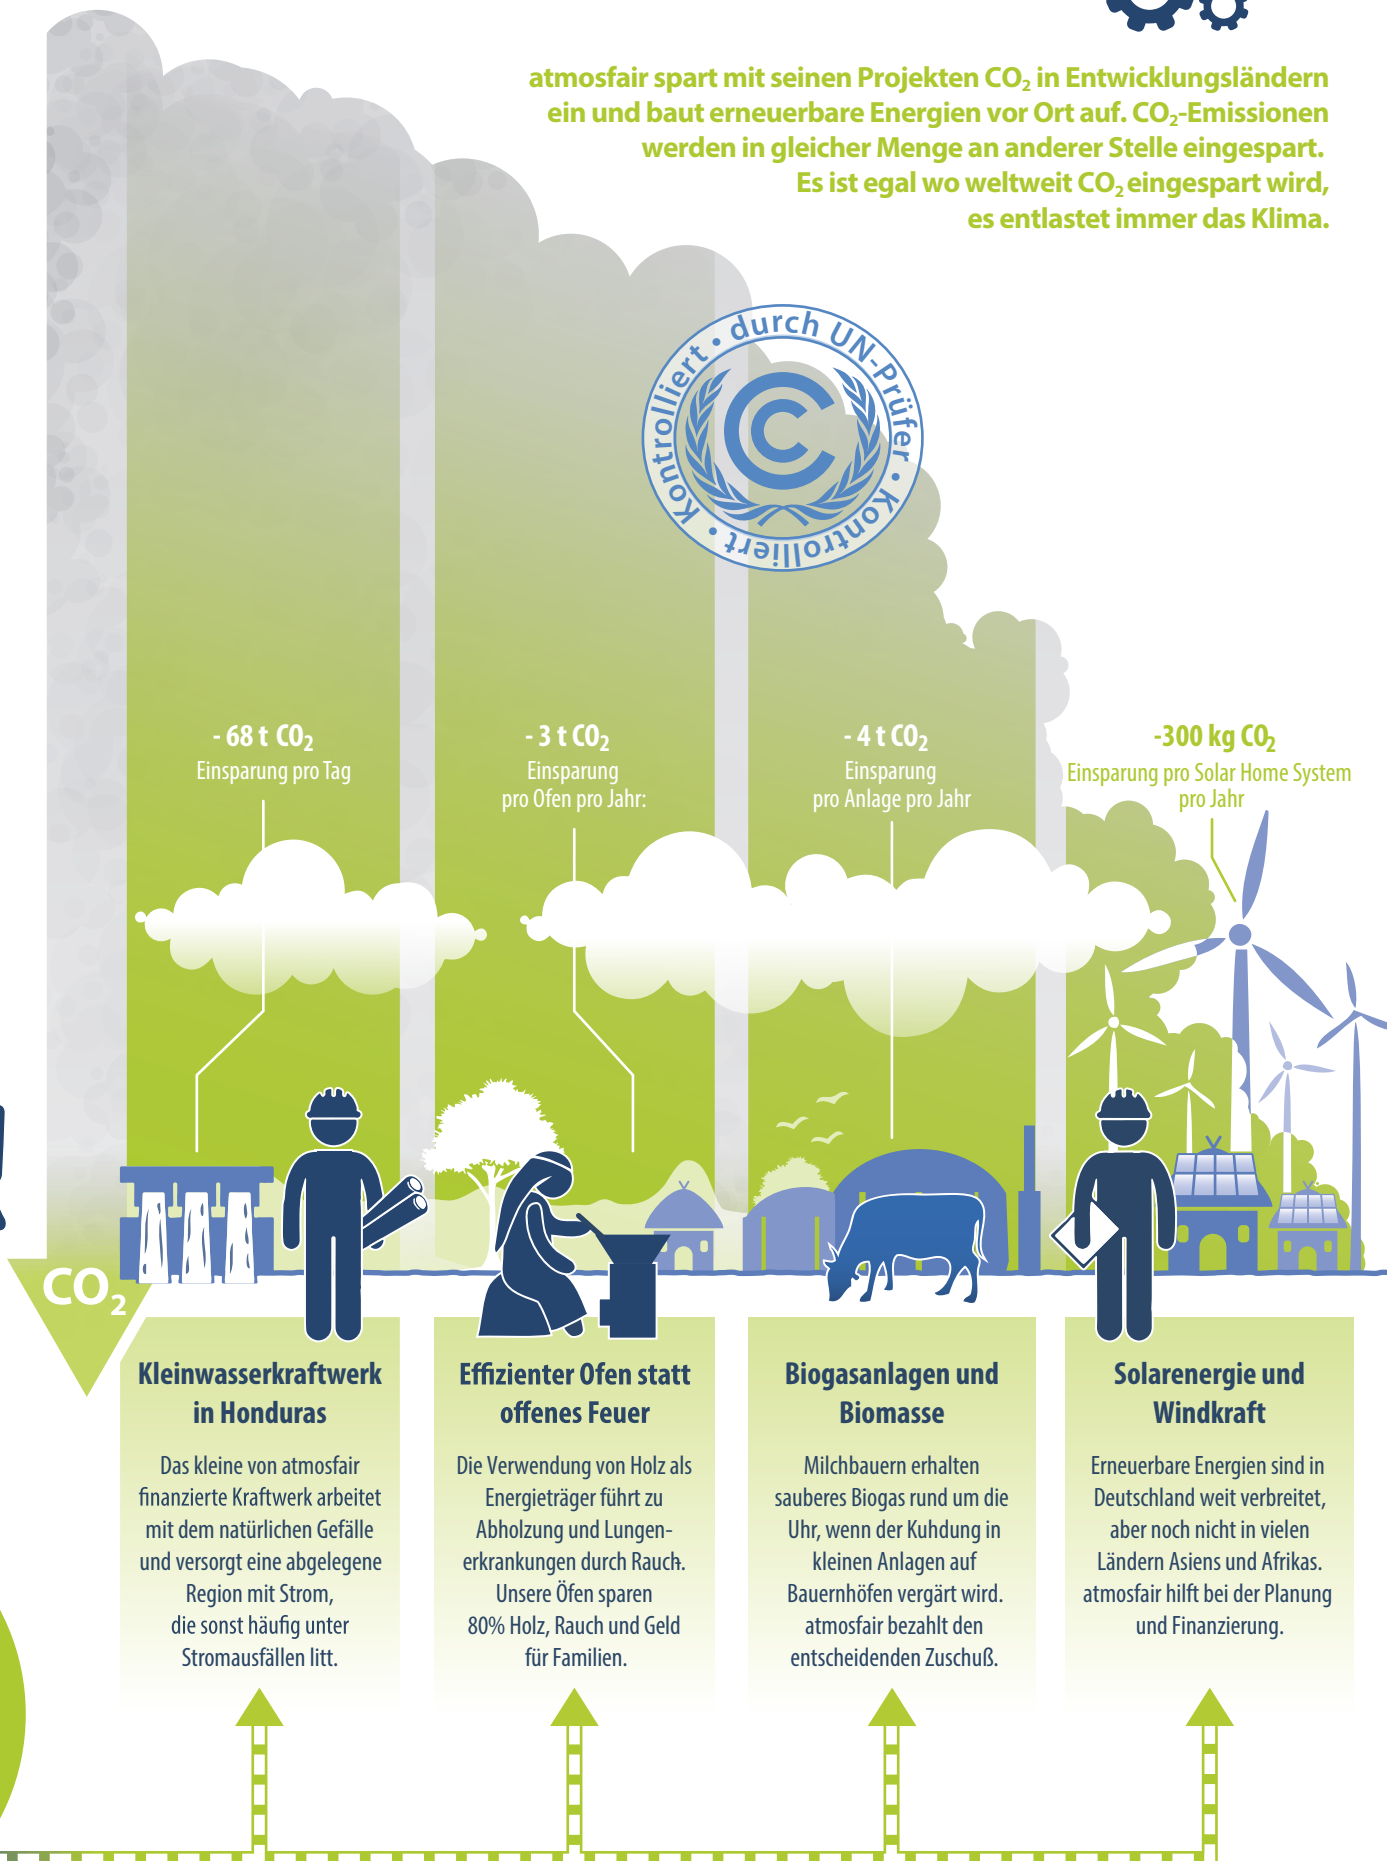 atmosfair spart mit seinen Projekten CO₂ in Entwicklungsländern
ein und baut erneuerbare Energien vor Ort auf. CO₂-Emissionen
werden in gleicher Menge an anderer Stelle eingespart.
Es ist egal wo weltweit CO₂ eingespart wird,
es entlastet immer das Klima.
Kontrolliert • durch UN-Prüfer • Kontrolliert •
- 68 t CO₂
Einsparung pro Tag
- 3 t CO₂
Einsparung
pro Ofen pro Jahr:
- 4 t CO₂
Einsparung
pro Anlage pro Jahr
-300 kg CO₂
Einsparung pro Solar Home System
pro Jahr
CO₂
Kleinwasserkraftwerk
in Honduras
Das kleine von atmosfair
finanzierte Kraftwerk arbeitet
mit dem natürlichen Gefälle
und versorgt eine abgelegene
Region mit Strom,
die sonst häufig unter
Stromausfällen litt.
Effizienter Ofen statt
offenes Feuer
Die Verwendung von Holz als
Energieträger führt zu
Abholzung und Lungen-
erkrankungen durch Rauch.
Unsere Öfen sparen
80% Holz, Rauch und Geld
für Familien.
Biogasanlagen und
Biomasse
Milchbauern erhalten
sauberes Biogas rund um die
Uhr, wenn der Kuhdung in
kleinen Anlagen auf
Bauernhöfen vergärt wird.
atmosfair bezahlt den
entscheidenden Zuschuß.
Solarenergie und
Windkraft
Erneuerbare Energien sind in
Deutschland weit verbreitet,
aber noch nicht in vielen
Ländern Asiens und Afrikas.
atmosfair hilft bei der Planung
und Finanzierung.